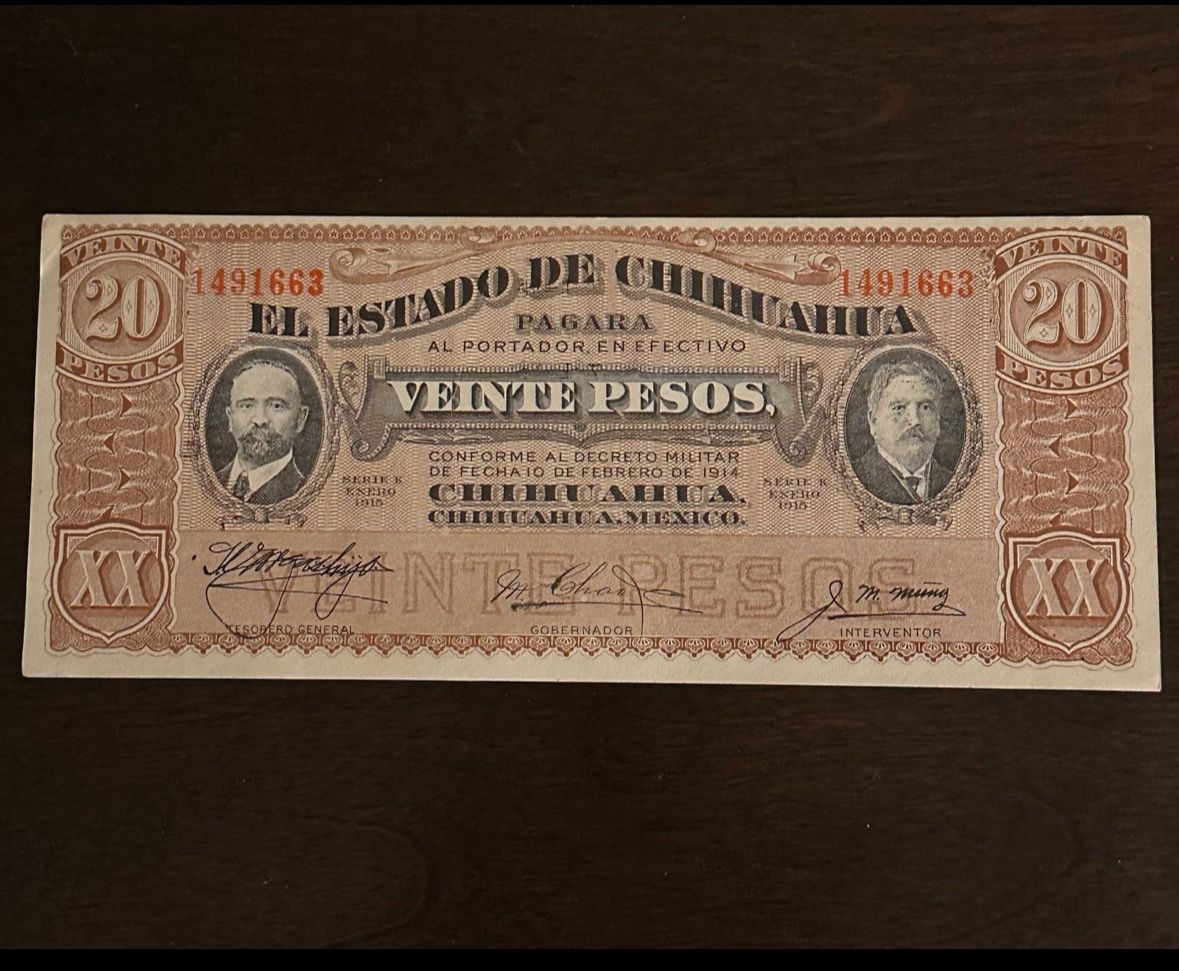 VEINTE
20
PESOS
1491663
1491663
VEINTE
20
PESOS
EL ESTADO DE CHIHUAHUA
PAGARA
AL PORTADOR, EN EFECTIVO
VEINTE PESOS,
CONFORME AL DECRETO MILITAR
DE FECHA 10 DE FEBRERO DE 1914
CHIHUAHUA,
CHIHUAHUA, MEXICO.
SERIE K
ENERO
1915
SERIE K
ENERO
1915
XX
VEINTE PESOS
XX
J. M. Muñoz
TESORERO GENERAL
GOBERNADOR
INTERVENTOR